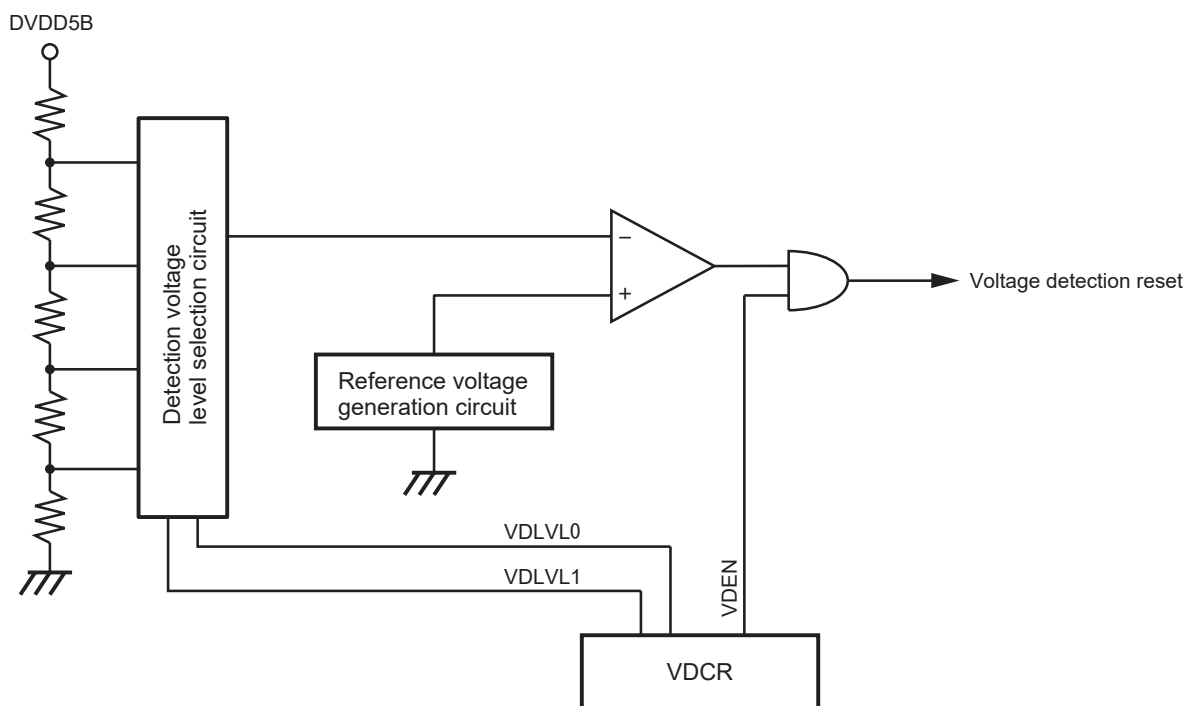 DVDD5B
Detection voltage
level selection circuit
−
+
Voltage detection reset
Reference voltage
generation circuit
VDLVL0
VDLVL1
VDEN
VDCR